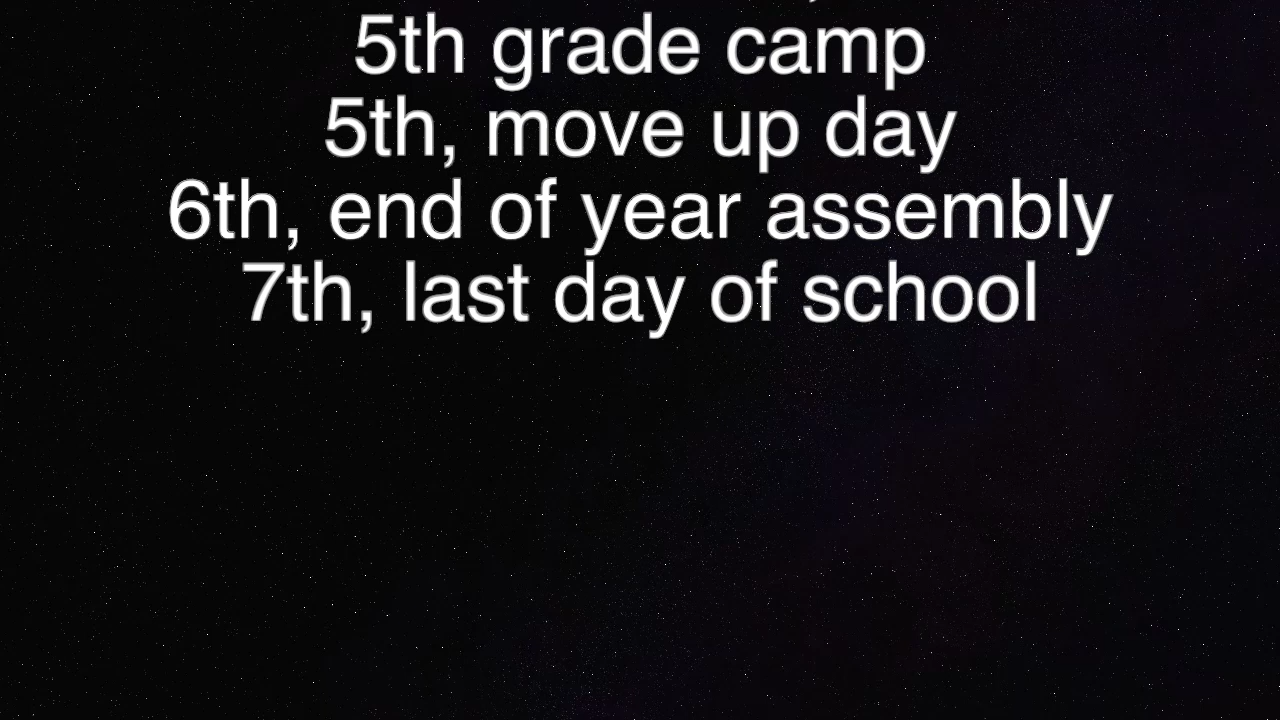 5th grade camp
5th, move up day
6th, end of year assembly
7th, last day of school